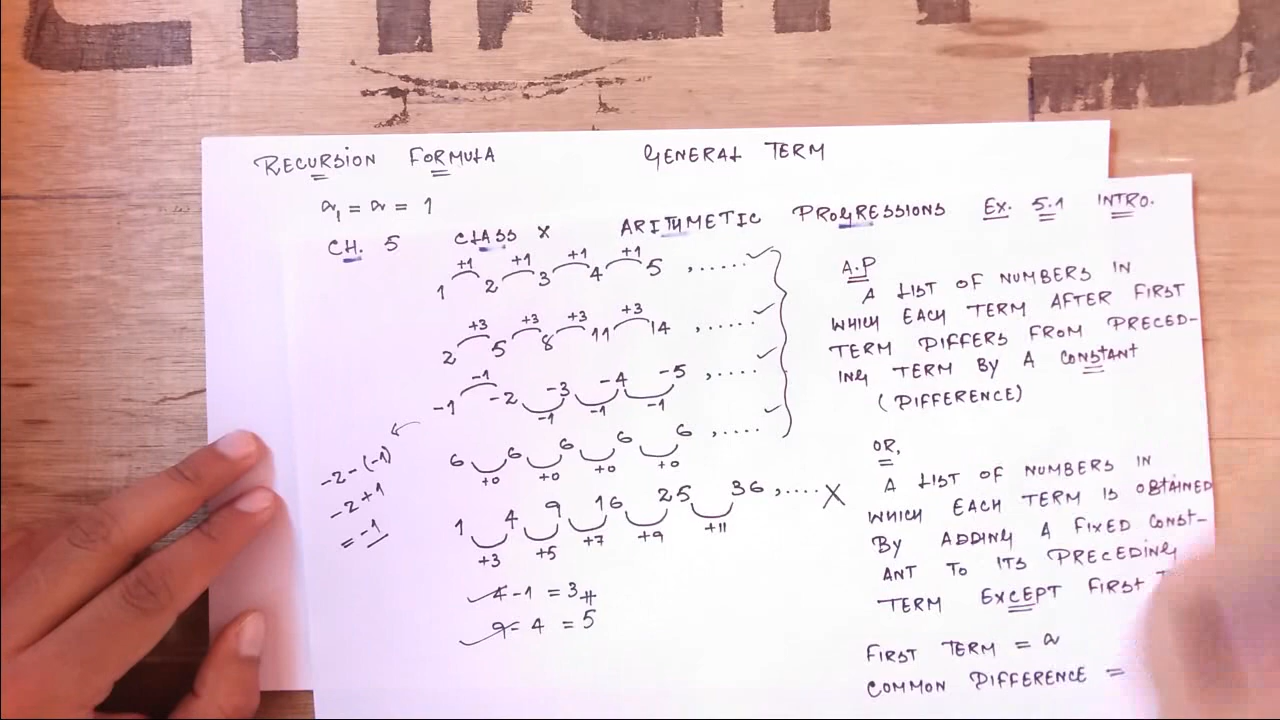 RECURSION FORMULA GENERAL TERM
a₁ = a = 1
CH. 5 CLASS X ARITMETIC PROGRESSIONS EX. 5.1 INTRO.
+1 +1 +1 +1
1 2 3 4 5 , ..... ✓
+3 +3 +3 +3
2 5 8 11 14 , ..... ✓
-1
-1 -2 -3 -4 -5 , .... ✓
-1 -1 -1
6 6 6 6 6 , .... ✓
+0 +0 +0 +0
1 4 9 16 25 36 , .... X
+3 +5 +7 +9 +11
✓ 4 - 1 = 3
✓ 9 - 4 = 5
-2 - (-1)
-2 + 1
= -1
A.P
A LIST OF NUMBERS IN
WHICH EACH TERM AFTER FIRST
TERM DIFFERS FROM PRECED-
ING TERM BY A CONSTANT
(DIFFERENCE)
OR,
A LIST OF NUMBERS IN
WHICH EACH TERM IS OBTAINED
BY ADDING A FIXED CONST-
ANT TO ITS PRECEDING
TERM EXCEPT FIRST
FIRST TERM = a
COMMON DIFFERENCE =